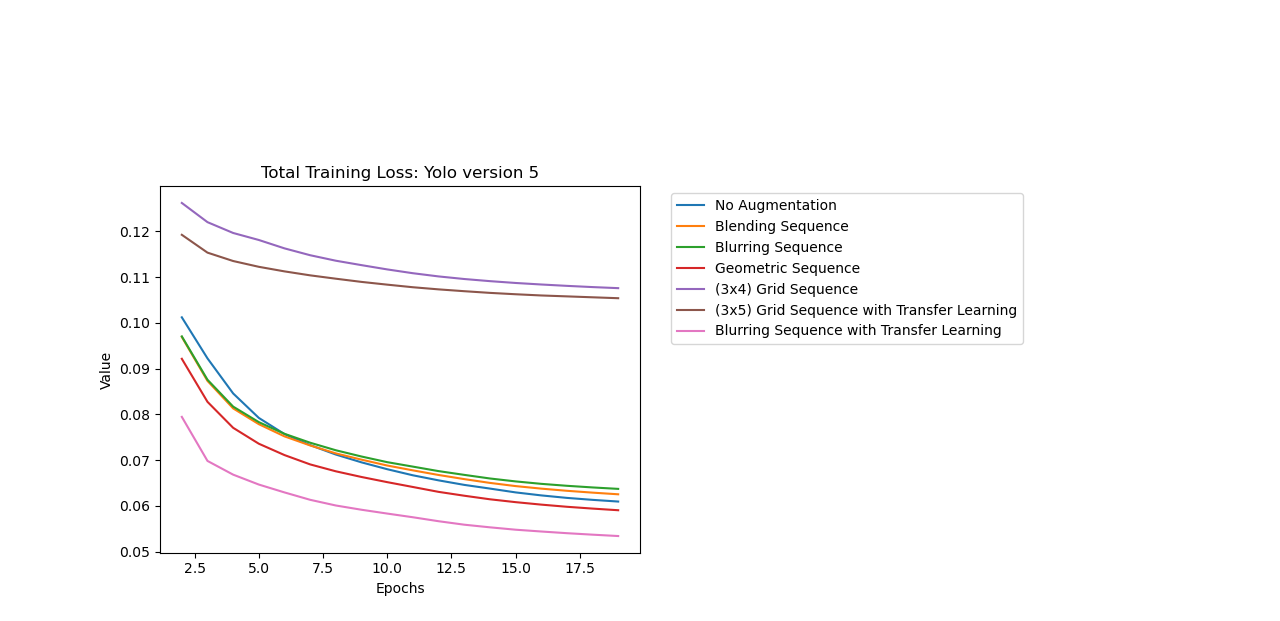 Total Training Loss: Yolo version 5
No Augmentation
Blending Sequence
Blurring Sequence
Geometric Sequence
(3x4) Grid Sequence
(3x5) Grid Sequence with Transfer Learning
Blurring Sequence with Transfer Learning
0.12
0.11
0.10
0.09
0.08
0.07
0.06
0.05
Value
2.5 5.0 7.5 10.0 12.5 15.0 17.5
Epochs